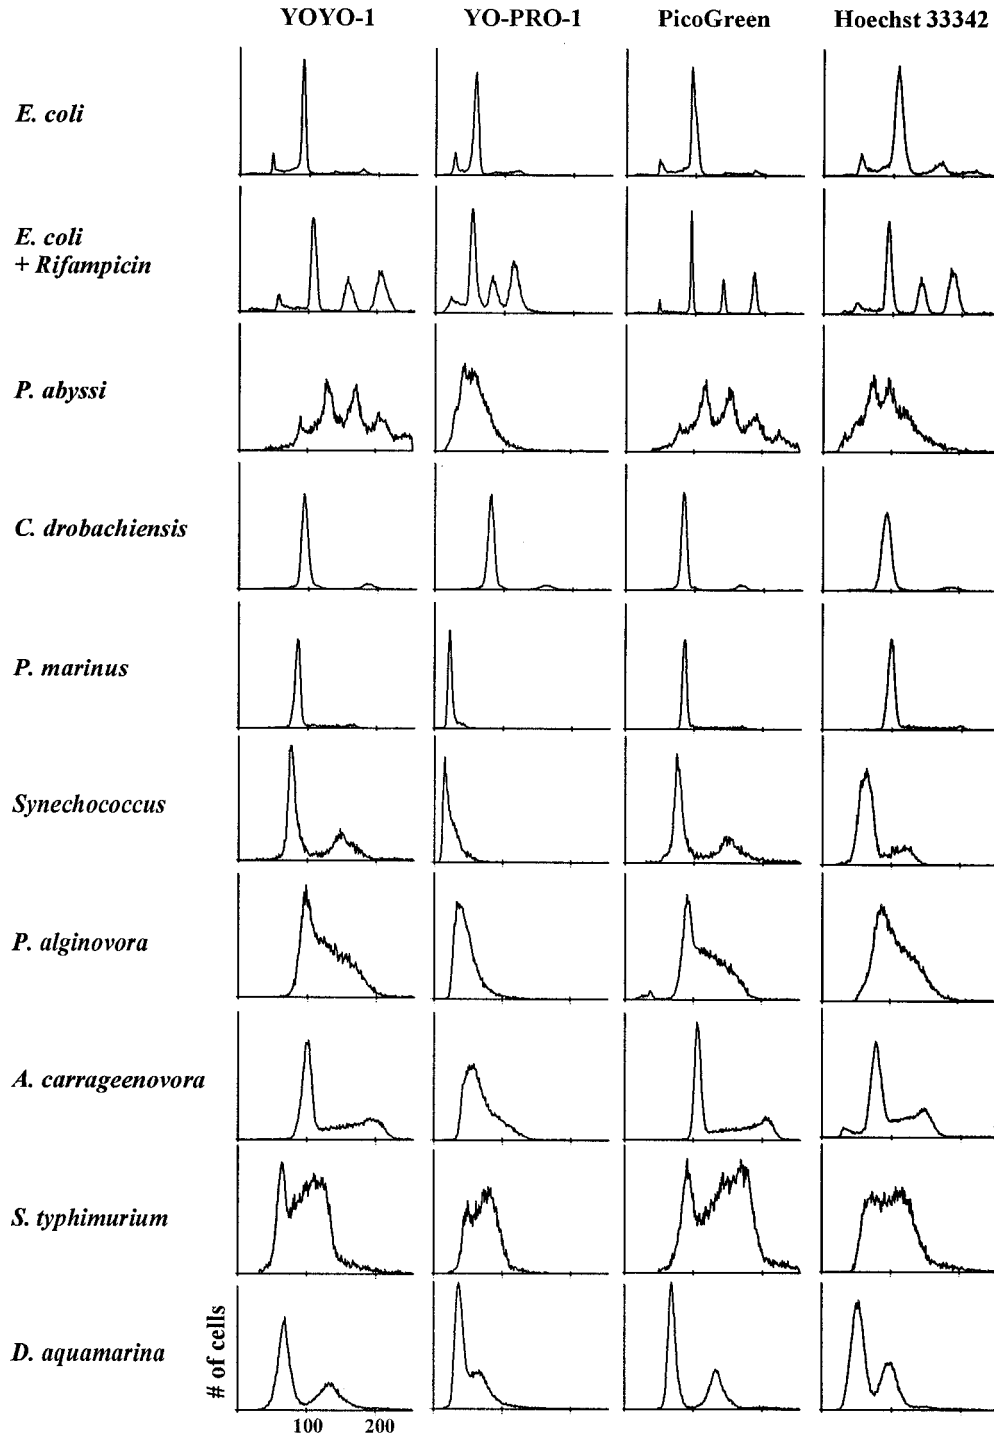 YOYO-1 YO-PRO-1 PicoGreen Hoechst 33342
E. coli
E. coli
+ Rifampicin
P. abyssi
C. drobachiensis
P. marinus
Synechococcus
P. alginovora
A. carrageenovora
S. typhimurium
D. aquamarina
# of cells
100 200